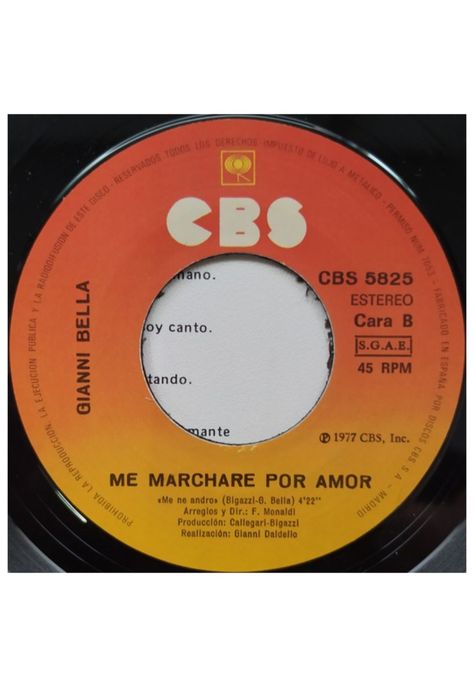 PROHIBIDA LA REPRODUCCION, LA EJECUCION PUBLICA Y LA RADIODIFUSION DE ESTE DISCO - RESERVADOS TODOS LOS DERECHOS - IMPUESTO DE LUJO A METALICO - PERMISO NUM. 7053 - FABRICADO EN ESPAÑA POR DISCOS CBS S A - MADRID
CBS
GIANNI BELLA
CBS 5825
ESTEREO
Cara B
S.G.A.E.
45 RPM
℗ 1977 CBS, Inc.
mano.
oy canto.
tando.
mante
ME MARCHARE POR AMOR
«Me ne andro» (Bigazzi-G. Bella) 4'22''
Arreglos y Dir.: F. Monaldi
Producción: Callegari-Bigazzi
Realización: Gianni Daldello